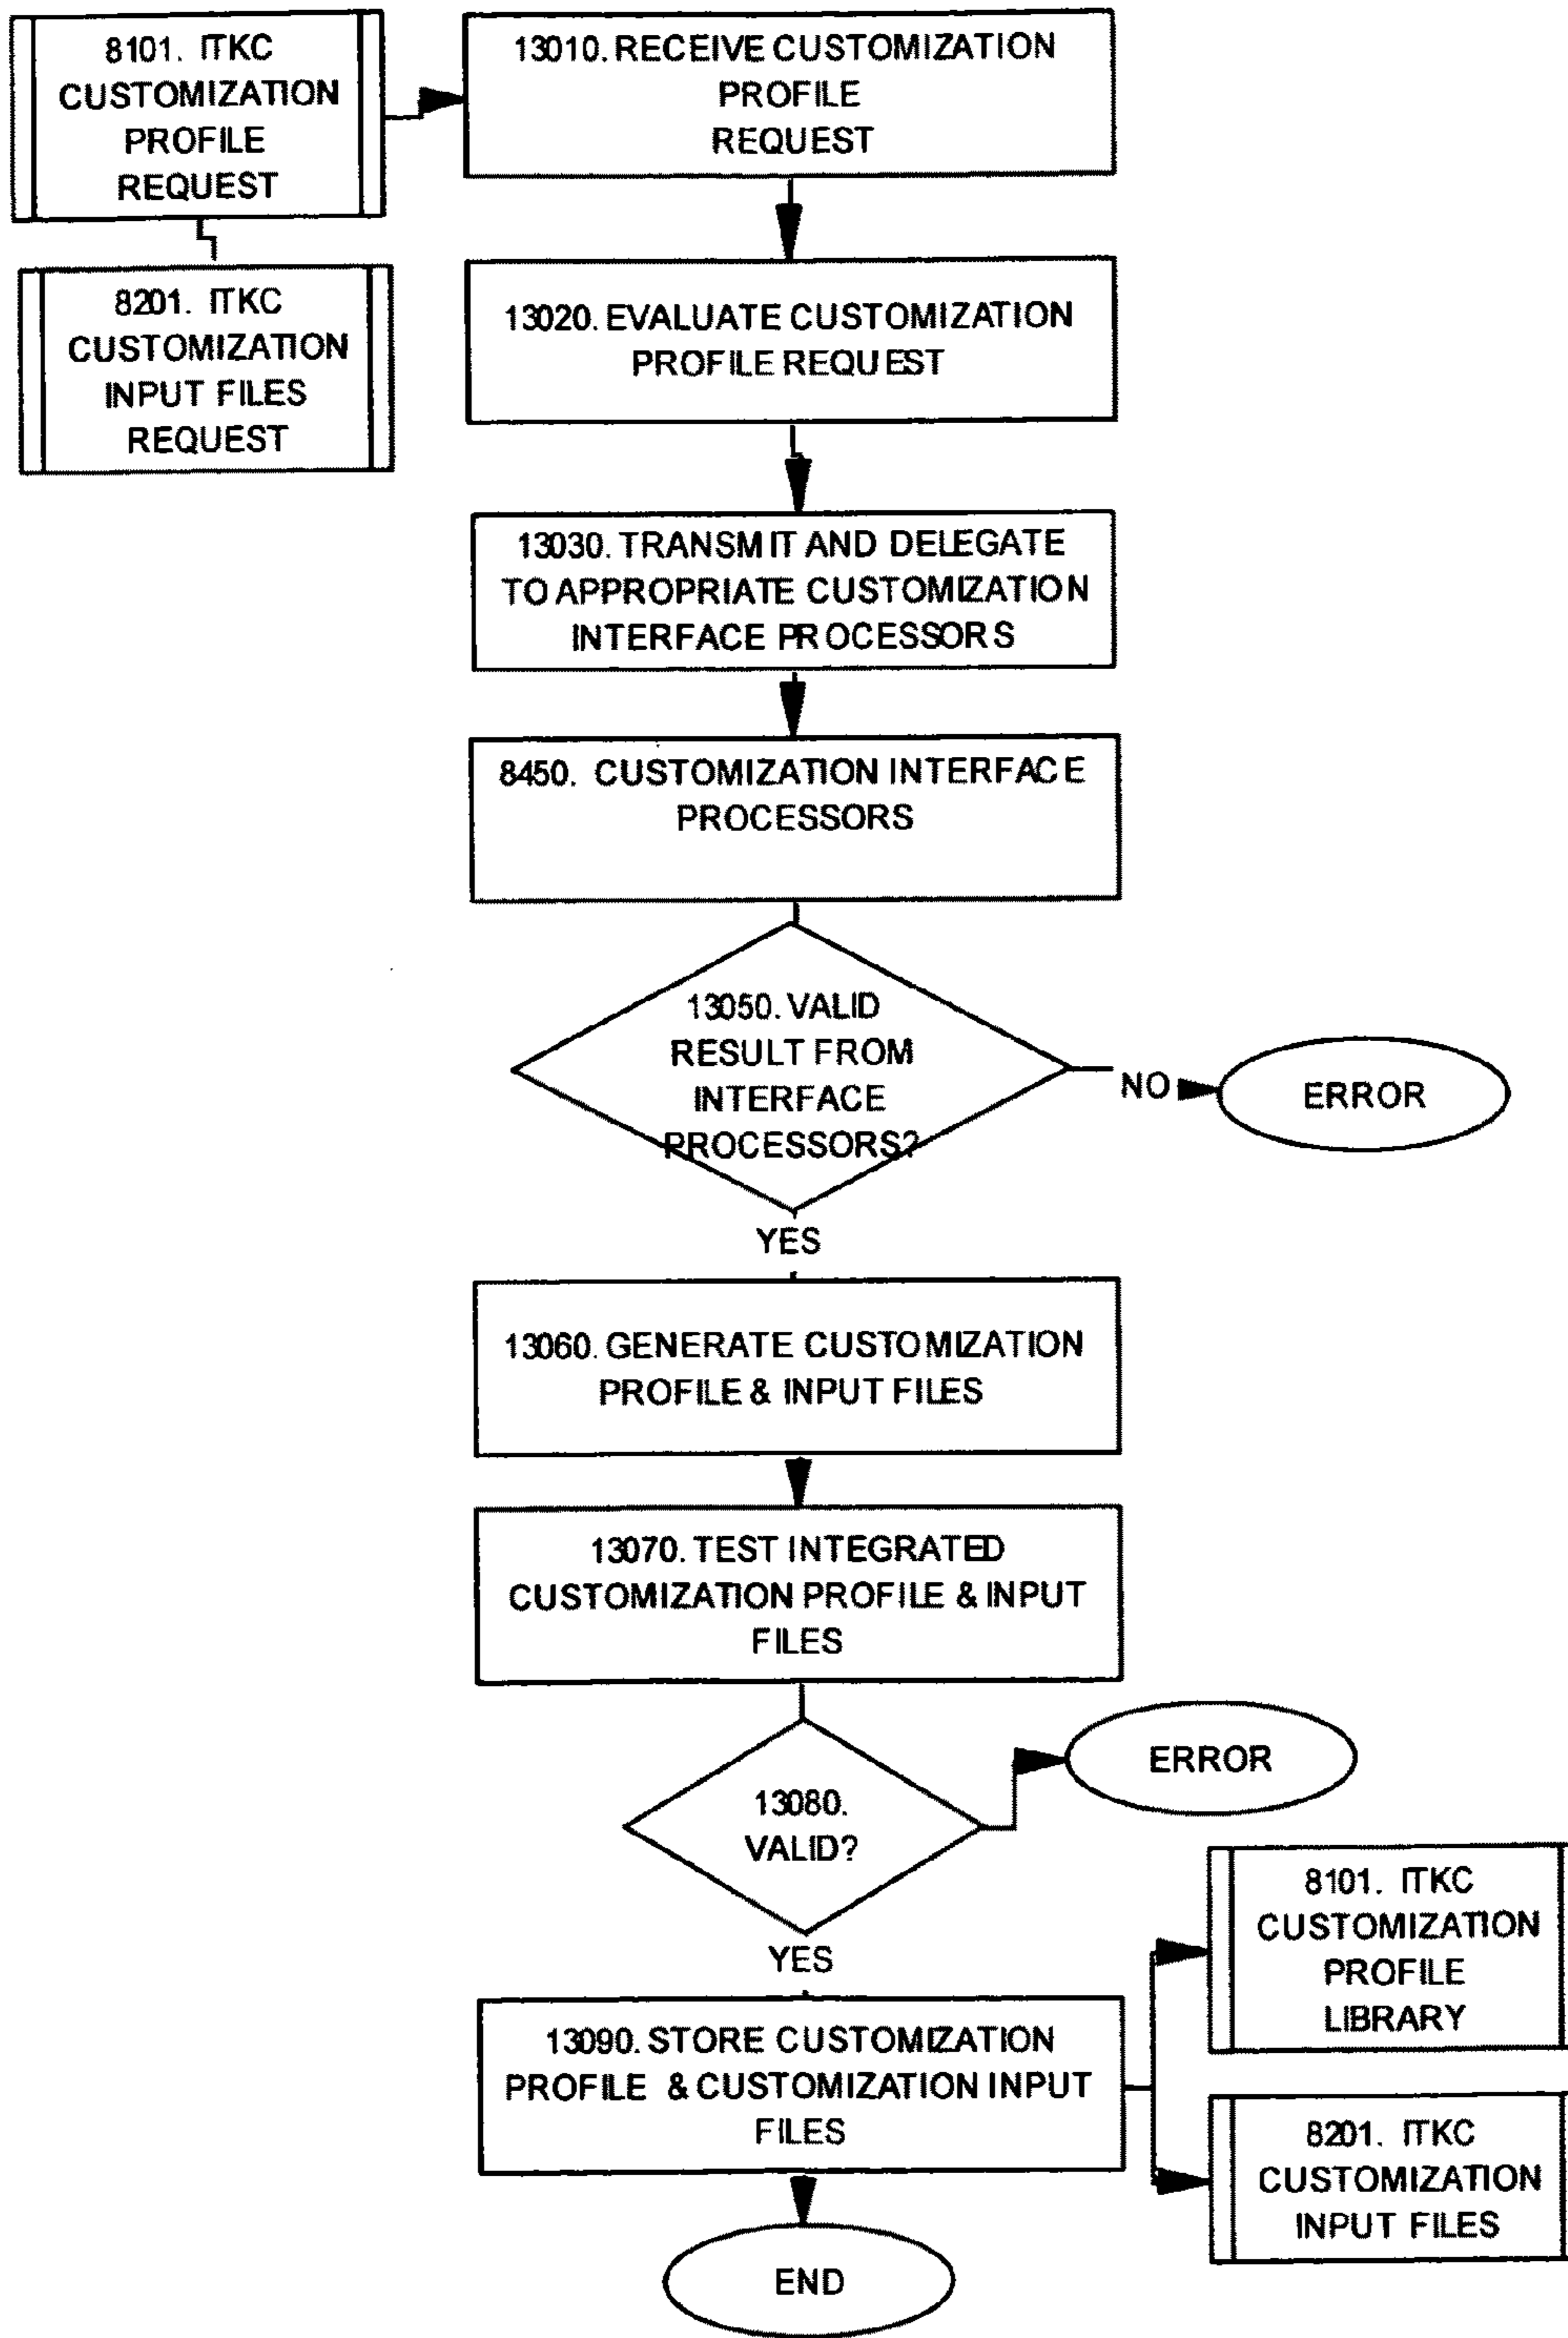 8101. ITKC
CUSTOMIZATION
PROFILE
REQUEST
13010. RECEIVE CUSTOMIZATION
PROFILE
REQUEST
8201. ITKC
CUSTOMIZATION
INPUT FILES
REQUEST
13020. EVALUATE CUSTOMIZATION
PROFILE REQUEST
13030. TRANSMIT AND DELEGATE
TO APPROPRIATE CUSTOMIZATION
INTERFACE PROCESSORS
8450. CUSTOMIZATION INTERFACE
PROCESSORS
13050. VALID
RESULT FROM
INTERFACE
PROCESSORS?
NO
ERROR
YES
13060. GENERATE CUSTOMIZATION
PROFILE & INPUT FILES
13070. TEST INTEGRATED
CUSTOMIZATION PROFILE & INPUT
FILES
13080.
VALID?
ERROR
YES
13090. STORE CUSTOMIZATION
PROFILE & CUSTOMIZATION INPUT
FILES
8101. ITKC
CUSTOMIZATION
PROFILE
LIBRARY
8201. ITKC
CUSTOMIZATION
INPUT FILES
END